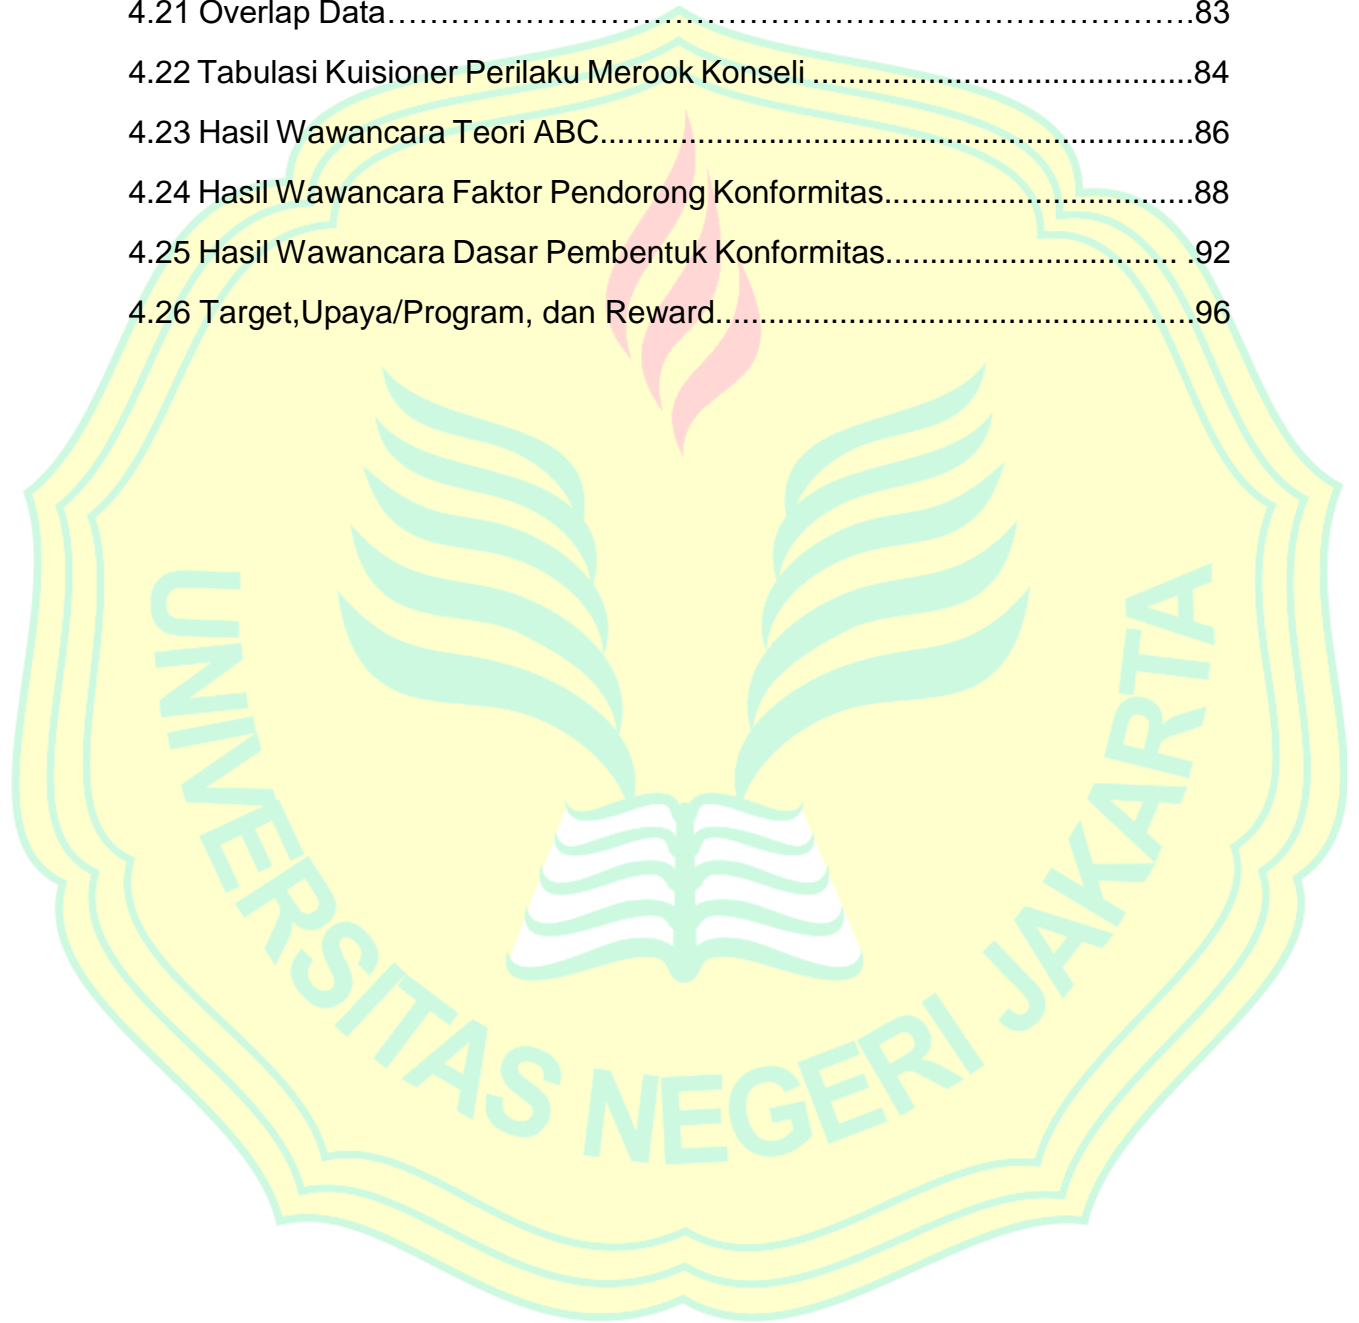 4.21 Overlap Data……………………………………………………………………83
4.22 Tabulasi Kuisioner Perilaku Merook Konseli ..............................................84
4.23 Hasil Wawancara Teori ABC........................................................................86
4.24 Hasil Wawancara Faktor Pendorong Konformitas.....................................88
4.25 Hasil Wawancara Dasar Pembentuk Konformitas................................... .92
4.26 Target,Upaya/Program, dan Reward..........................................................96
UNIVERSITAS NEGERI JAKARTA